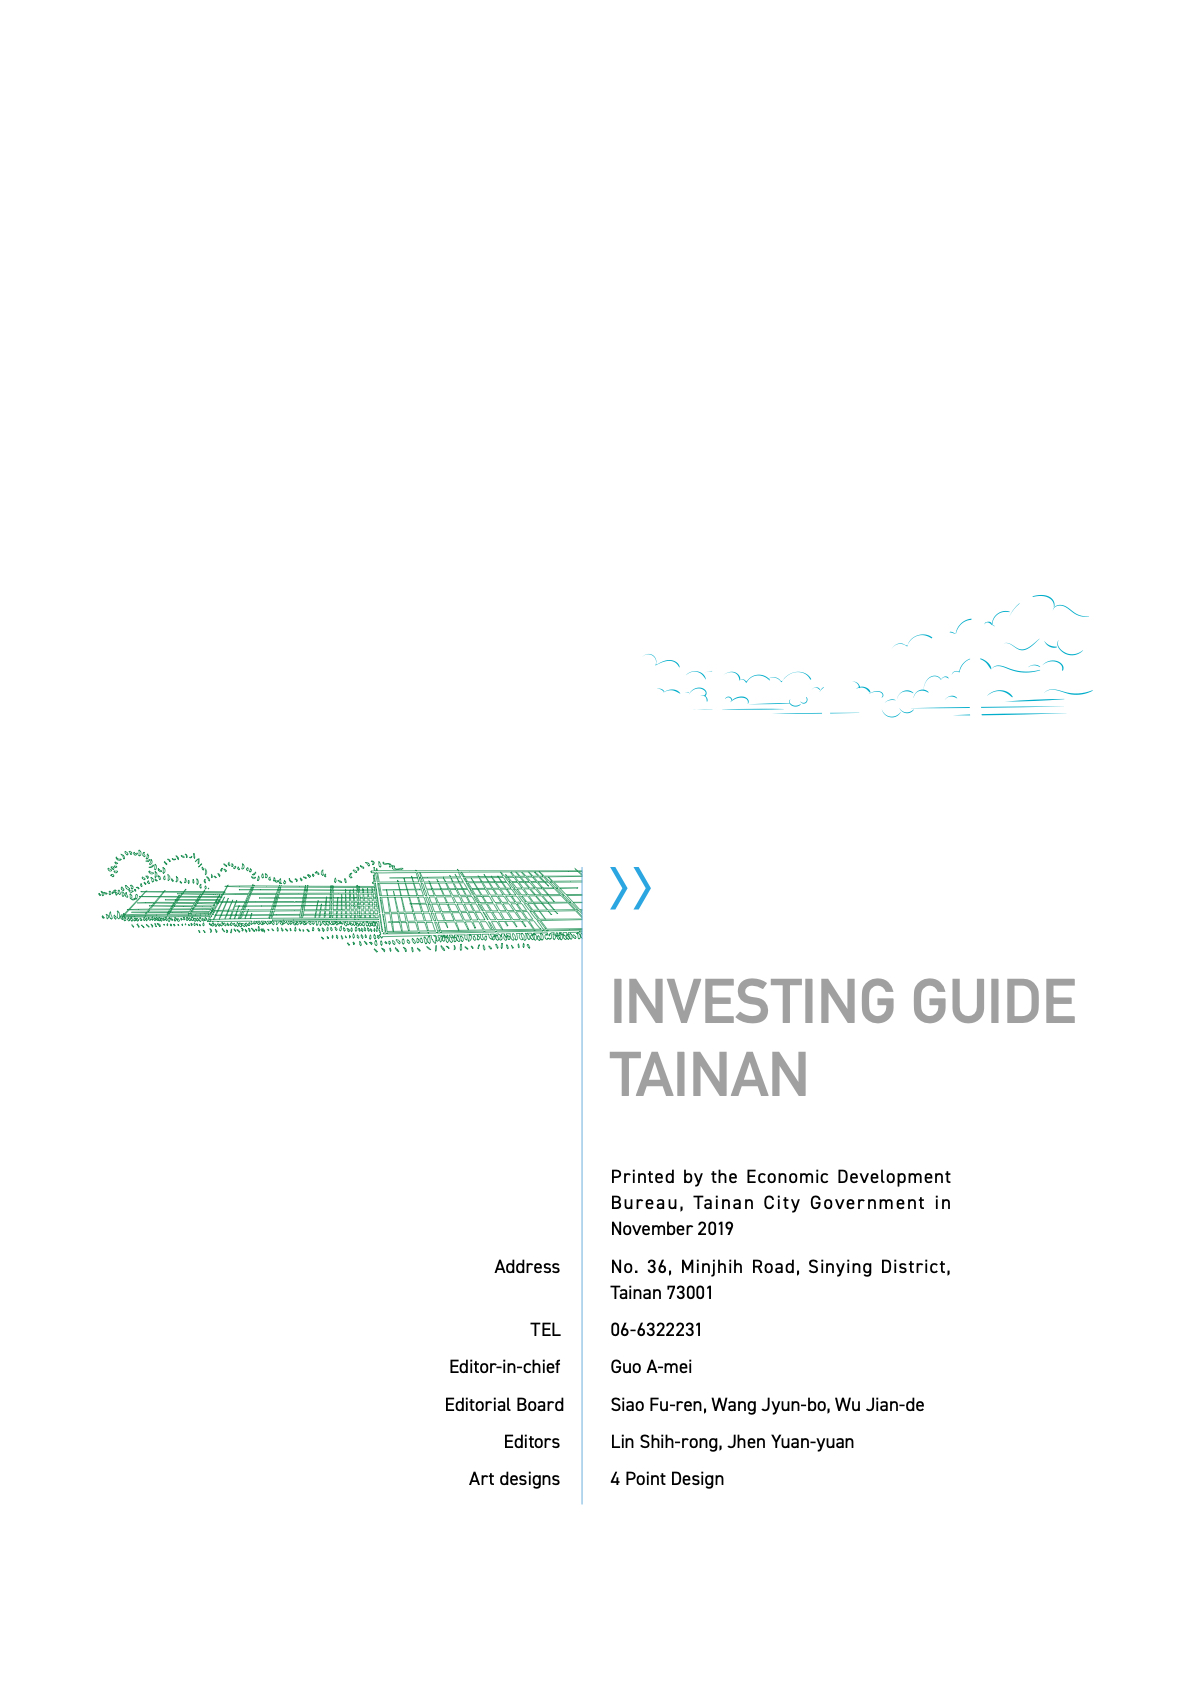 INVESTING GUIDE
TAINAN
Printed by the Economic Development
Bureau, Tainan City Government in
November 2019
Address No. 36, Minjhih Road, Sinying District,
Tainan 73001
TEL 06-6322231
Editor-in-chief Guo A-mei
Editorial Board Siao Fu-ren, Wang Jyun-bo, Wu Jian-de
Editors Lin Shih-rong, Jhen Yuan-yuan
Art designs 4 Point Design